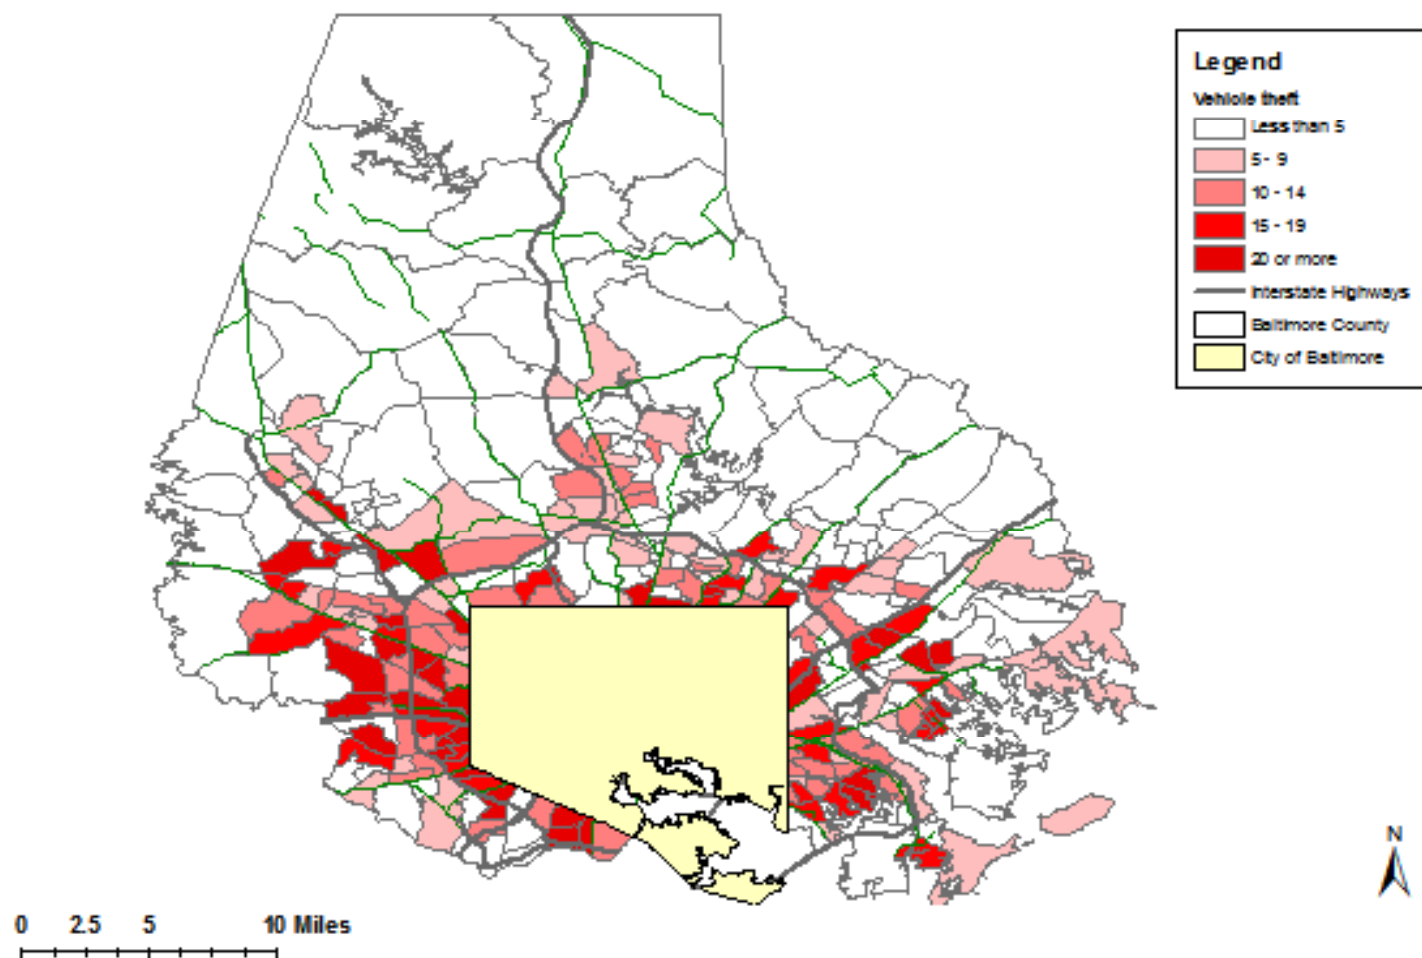 Legend
Vehicle theft
Less than 5
5 - 9
10 - 14
15 - 19
20 or more
Interstate Highways
Baltimore County
City of Baltimore
N
0 2.5 5 10 Miles